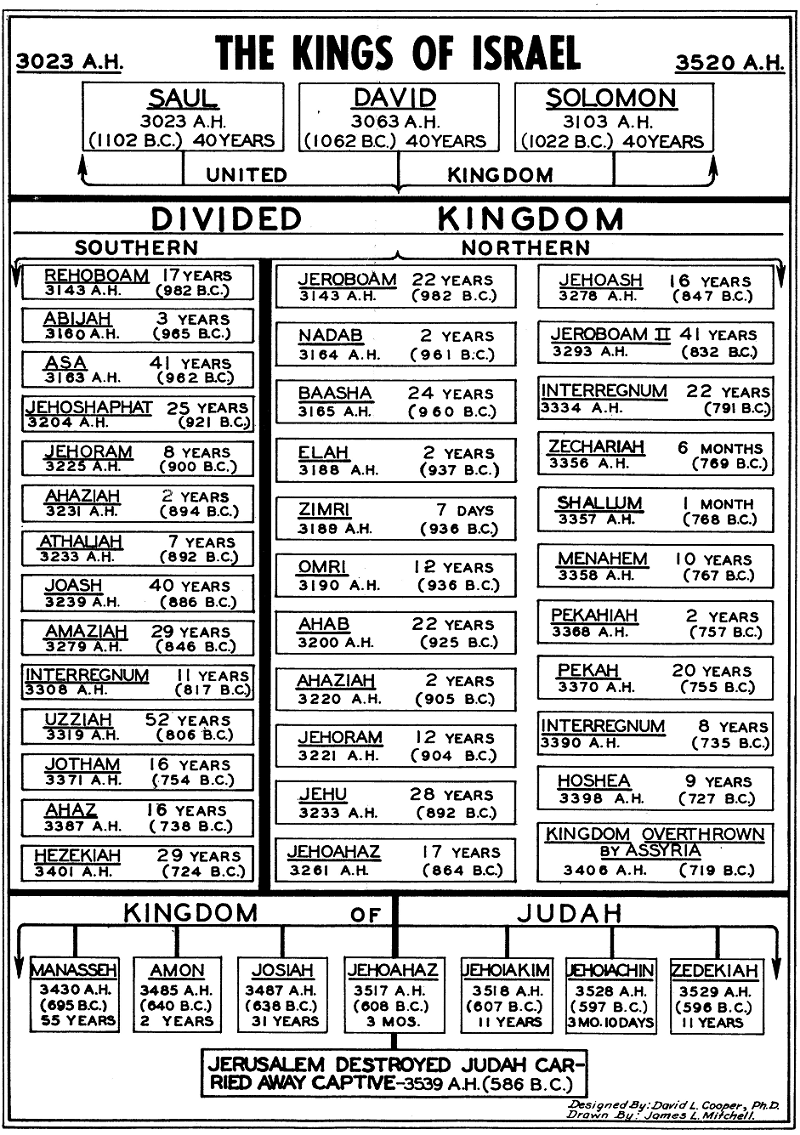 THE KINGS OF ISRAEL
3023 A.H.
3520 A.H.
SAUL
3023 A.H.
(1102 B.C.) 40 YEARS
DAVID
3063 A.H.
(1062 B.C.) 40 YEARS
SOLOMON
3103 A.H.
(1022 B.C.) 40 YEARS
UNITED KINGDOM
DIVIDED KINGDOM
SOUTHERN
REHOBOAM 17 YEARS
3143 A.H. (982 B.C.)
ABIJAH 3 YEARS
3160 A.H. (965 B.C.)
ASA 41 YEARS
3163 A.H. (962 B.C.)
JEHOSHAPHAT 25 YEARS
3204 A.H. (921 B.C.)
JEHORAM 8 YEARS
3225 A.H. (900 B.C.)
AHAZIAH 2 YEARS
3231 A.H. (894 B.C.)
ATHALIAH 7 YEARS
3233 A.H. (892 B.C.)
JOASH 40 YEARS
3239 A.H. (886 B.C.)
AMAZIAH 29 YEARS
3279 A.H. (846 B.C.)
INTERREGNUM 11 YEARS
3308 A.H. (817 B.C.)
UZZIAH 52 YEARS
3319 A.H. (806 B.C.)
JOTHAM 16 YEARS
3371 A.H. (754 B.C.)
AHAZ 16 YEARS
3387 A.H. (738 B.C.)
HEZEKIAH 29 YEARS
3401 A.H. (724 B.C.)
NORTHERN
JEROBOAM 22 YEARS
3143 A.H. (982 B.C.)
NADAB 2 YEARS
3164 A.H. (961 B.C.)
BAASHA 24 YEARS
3165 A.H. (960 B.C.)
ELAH 2 YEARS
3188 A.H. (937 B.C.)
ZIMRI 7 DAYS
3189 A.H. (936 B.C.)
OMRI 12 YEARS
3190 A.H. (936 B.C.)
AHAB 22 YEARS
3200 A.H. (925 B.C.)
AHAZIAH 2 YEARS
3220 A.H. (905 B.C.)
JEHORAM 12 YEARS
3221 A.H. (904 B.C.)
JEHU 28 YEARS
3233 A.H. (892 B.C.)
JEHOAHAZ 17 YEARS
3261 A.H. (864 B.C.)
JEHOASH 16 YEARS
3278 A.H. (847 B.C.)
JEROBOAM II 41 YEARS
3293 A.H. (832 B.C.)
INTERREGNUM 22 YEARS
3334 A.H. (791 B.C.)
ZECHARIAH 6 MONTHS
3356 A.H. (769 B.C.)
SHALLUM 1 MONTH
3357 A.H. (768 B.C.)
MENAHEM 10 YEARS
3358 A.H. (767 B.C.)
PEKAHIAH 2 YEARS
3368 A.H. (757 B.C.)
PEKAH 20 YEARS
3370 A.H. (755 B.C.)
INTERREGNUM 8 YEARS
3390 A.H. (735 B.C.)
HOSHEA 9 YEARS
3398 A.H. (727 B.C.)
KINGDOM OVERTHROWN
BY ASSYRIA
3406 A.H. (719 B.C.)
KINGDOM OF JUDAH
MANASSEH
3430 A.H.
(695 B.C.)
55 YEARS
AMON
3485 A.H.
(640 B.C.)
2 YEARS
JOSIAH
3487 A.H.
(638 B.C.)
31 YEARS
JEHOAHAZ
3517 A.H.
(608 B.C.)
3 MOS.
JEHOIAKIM
3518 A.H.
(607 B.C.)
11 YEARS
JEHOIACHIN
3528 A.H.
(597 B.C.)
3 MO. 10 DAYS
ZEDEKIAH
3529 A.H.
(596 B.C.)
11 YEARS
JERUSALEM DESTROYED JUDAH CAR-
RIED AWAY CAPTIVE-3539 A.H. (586 B.C.)
Designed By: David L. Cooper, Ph.D.
Drawn By: James L. Mitchell.